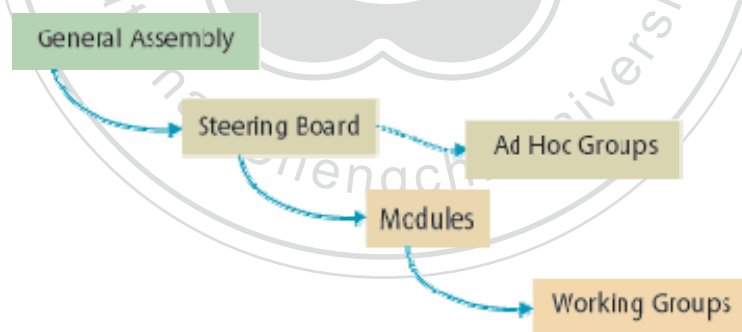 General Assembly
Steering Board
Ad Hoc Groups
Modules
Working Groups